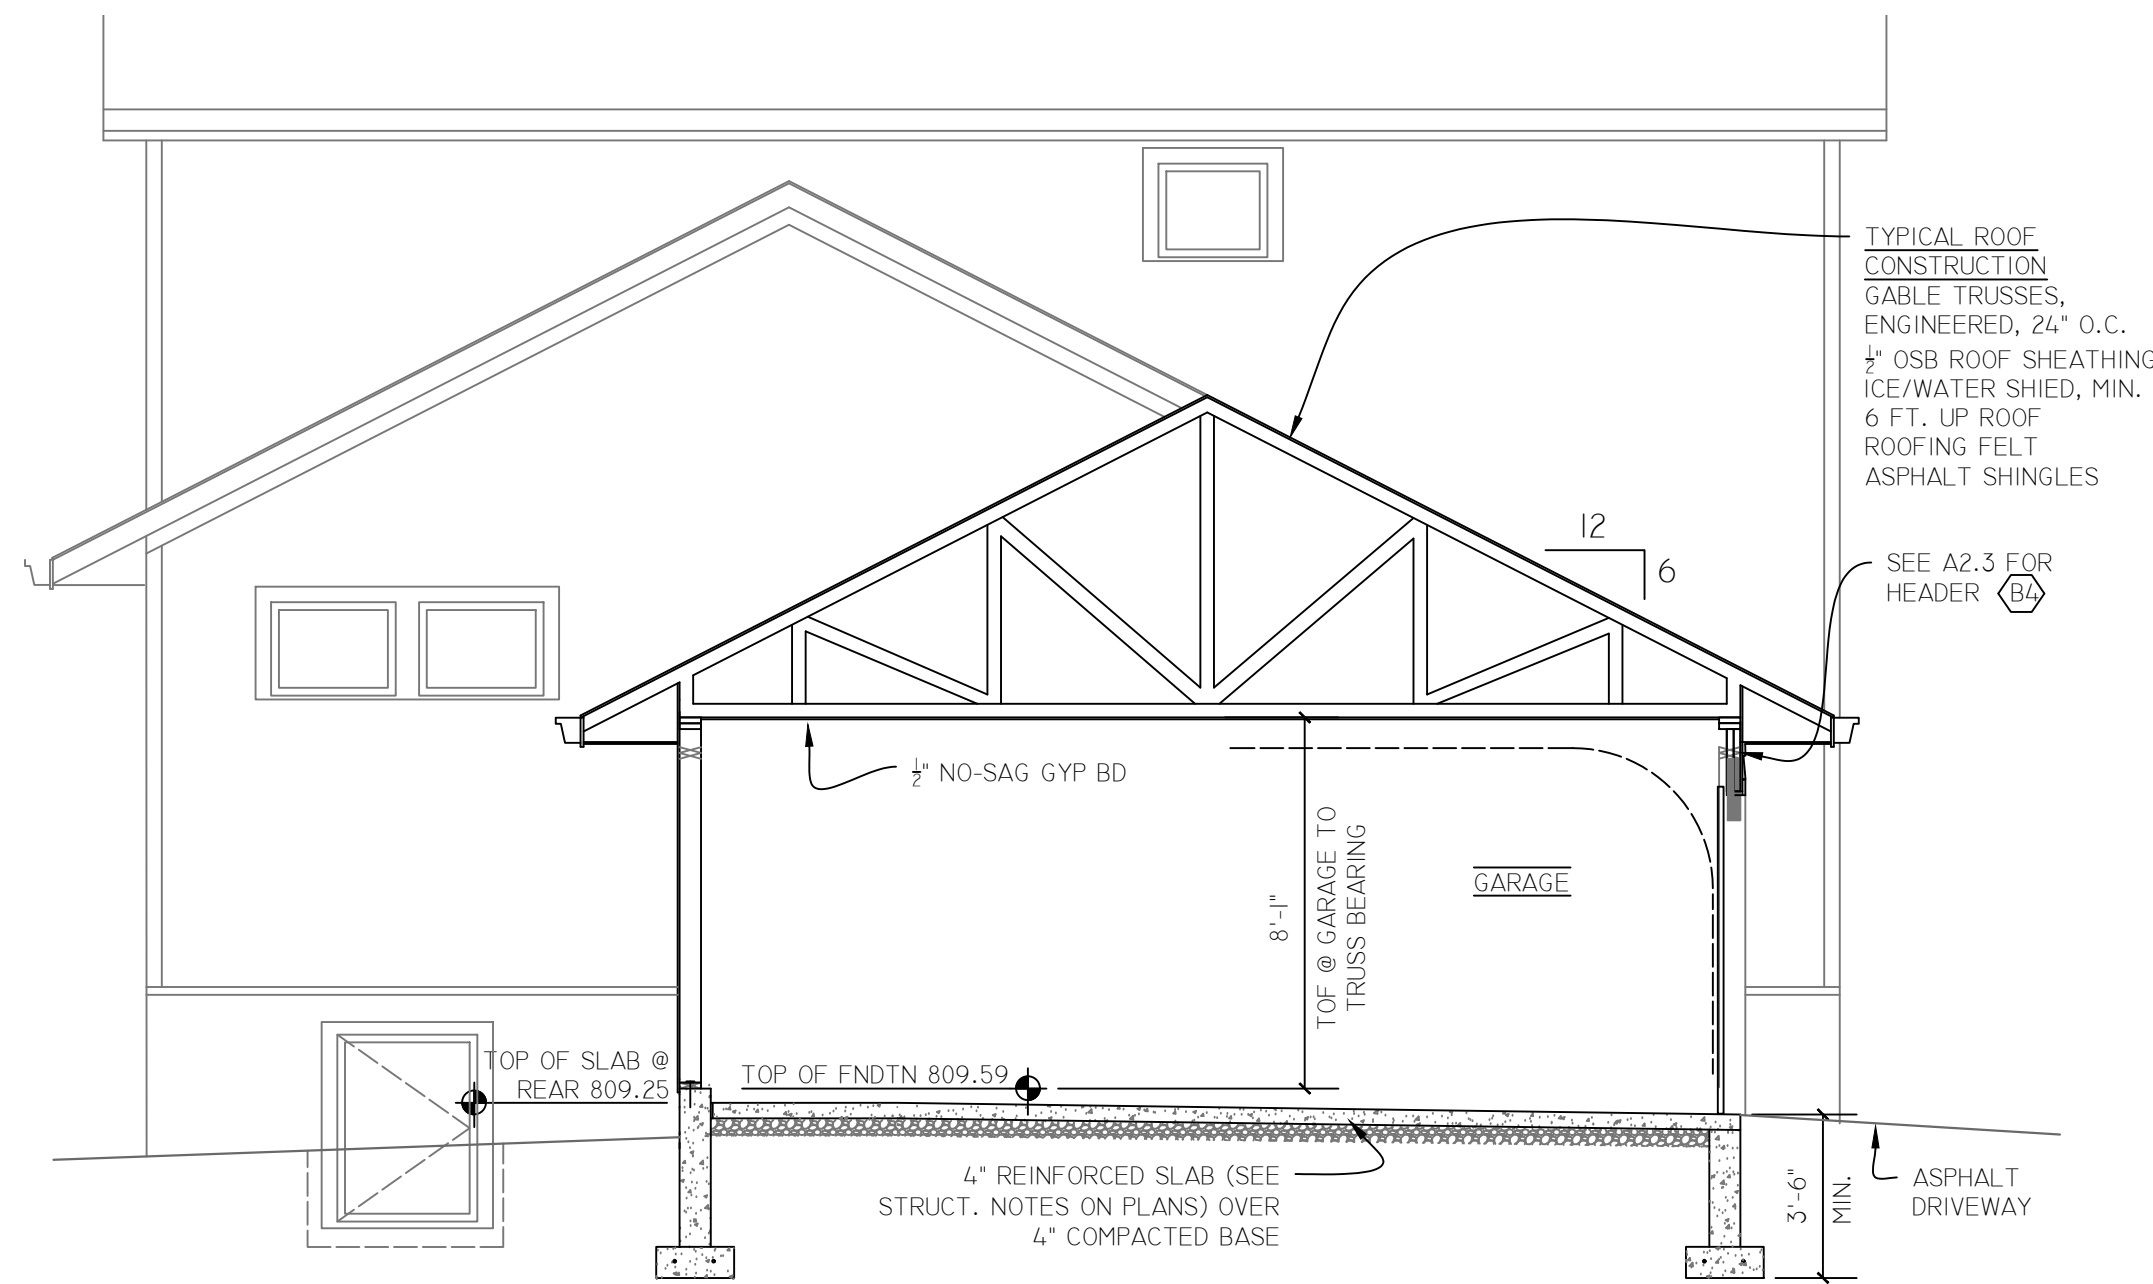 TYPICAL ROOF
CONSTRUCTION
GABLE TRUSSES,
ENGINEERED, 24" O.C.
½" OSB ROOF SHEATHING
ICE/WATER SHIED, MIN.
6 FT. UP ROOF
ROOFING FELT
ASPHALT SHINGLES
12
6
SEE A2.3 FOR
HEADER B4
½" NO-SAG GYP BD
8'-1"
TOF @ GARAGE TO
TRUSS BEARING
GARAGE
TOP OF SLAB @
REAR 809.25
TOP OF FNDTN 809.59
4" REINFORCED SLAB (SEE
STRUCT. NOTES ON PLANS) OVER
4" COMPACTED BASE
3'-6"
MIN.
ASPHALT
DRIVEWAY